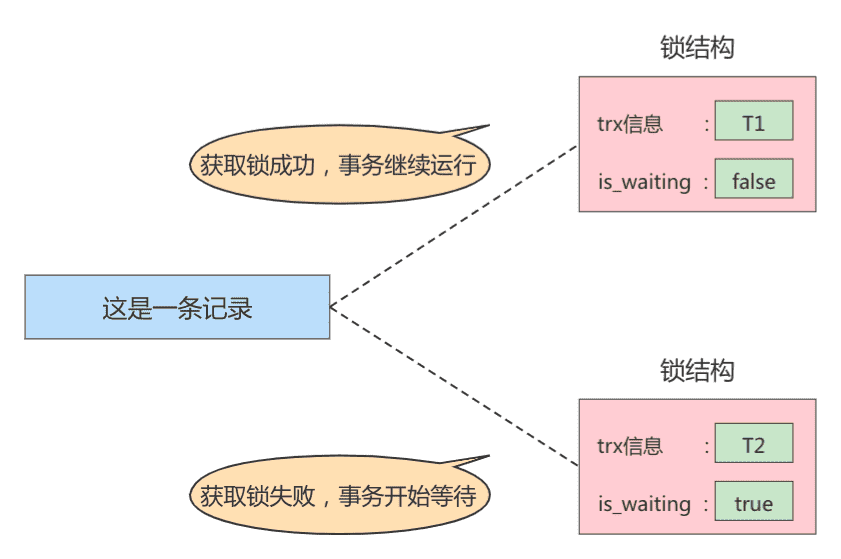 锁结构
trx信息 : T1
获取锁成功，事务继续运行
is_waiting : false
这是一条记录
锁结构
trx信息 : T2
获取锁失败，事务开始等待
is_waiting : true